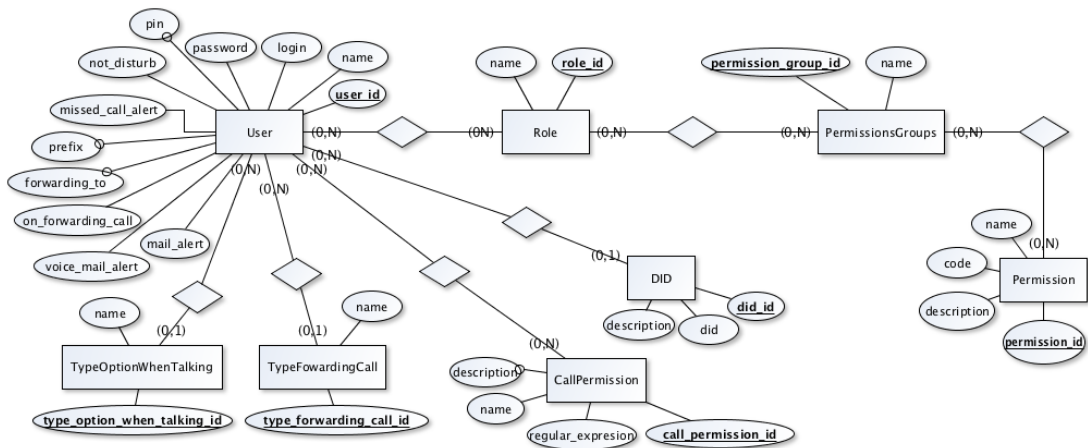 pin
password
login
name
not_disturb
user_id
missed_call_alert
User
prefix
forwarding_to
on_forwarding_call
voice_mail_alert
mail_alert
(0,N)
(0N)
(0,N)
(0,N)
(0,N)
(0,N)
(0,N)
name
role_id
Role
(0,N)
(0,N)
permission_group_id
name
PermissionsGroups
(0,N)
(0,N)
name
code
Permission
description
permission_id
(0,1)
DID
did_id
description
did
name
(0,1)
TypeOptionWhenTalking
type_option_when_talking_id
name
(0,1)
TypeFowardingCall
type_forwarding_call_id
(0,N)
description
CallPermission
name
regular_expresion
call_permission_id